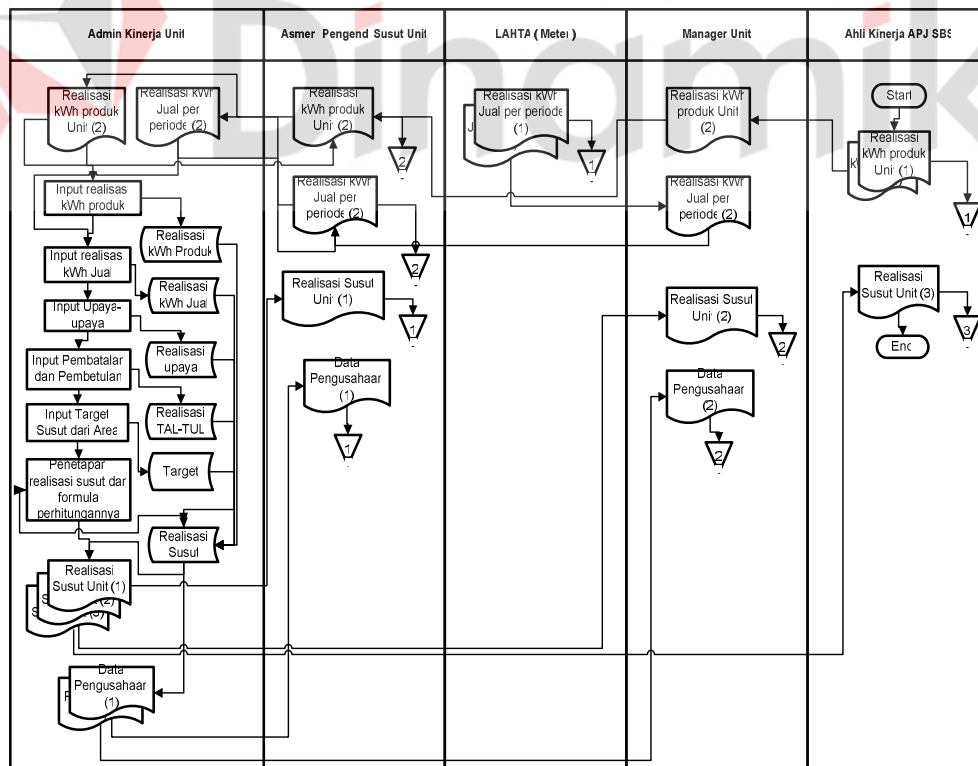 Dinamik
Admin Kinerja Unit
Asmer Pengend Susut Unit
LAHTA (Meter)
Manager Unit
Ahli Kinerja APJ SBS
Realisasi
kWh produk
Unit (2)
Realisasi kWh
Jual per
periode (2)
Input realisas
kWh produk
Realisasi
kWh Produk
Input realisas
kWh Jual
Realisasi
kWh Jual
Input Upaya-
upaya
Realisasi
upaya
Input Pembatalan
dan Pembetulan
Realisasi
TAL-TUL
Input Target
Susut dari Area
Target
Penetapan
realisasi susut dan
formula
perhitungannya
Realisasi
Susut
Realisasi
Susut Unit (1)
(2)
S
(3)
Data
Pengusahaan
(1)
Realisasi kWh
produk
Unit (2)
2
Realisasi kWh
Jual per
periode (2)
2
Realisasi Susut
Unit (1)
1
Data
Pengusahaan
(1)
1
Realisasi kWh
Jual per periode
(1)
1
Realisasi kWh
produk Unit
(2)
Realisasi kWh
Jual per
periode (2)
Realisasi Susut
Unit (2)
2
Data
Pengusahaan
(2)
2
Start
Realisasi
kWh produk
Unit (1)
1
Realisasi
Susut Unit (3)
3
End